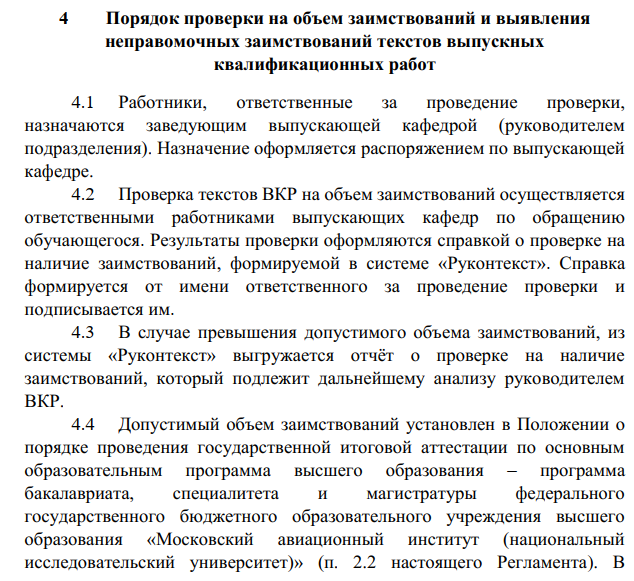 4 Порядок проверки на объем заимствований и выявления
неправомочных заимствований текстов выпускных
квалификационных работ
4.1 Работники, ответственные за проведение проверки,
назначаются заведующим выпускающей кафедрой (руководителем
подразделения). Назначение оформляется распоряжением по выпускающей
кафедре.
4.2 Проверка текстов ВКР на объем заимствований осуществляется
ответственными работниками выпускающих кафедр по обращению
обучающегося. Результаты проверки оформляются справкой о проверке на
наличие заимствований, формируемой в системе «Руконтекст». Справка
формируется от имени ответственного за проведение проверки и
подписывается им.
4.3 В случае превышения допустимого объема заимствований, из
системы «Руконтекст» выгружается отчёт о проверке на наличие
заимствований, который подлежит дальнейшему анализу руководителем
ВКР.
4.4 Допустимый объем заимствований установлен в Положении о
порядке проведения государственной итоговой аттестации по основным
образовательным программа высшего образования – программа
бакалавриата, специалитета и магистратуры федерального
государственного бюджетного образовательного учреждения высшего
образования «Московский авиационный институт (национальный
исследовательский университет)» (п. 2.2 настоящего Регламента). В